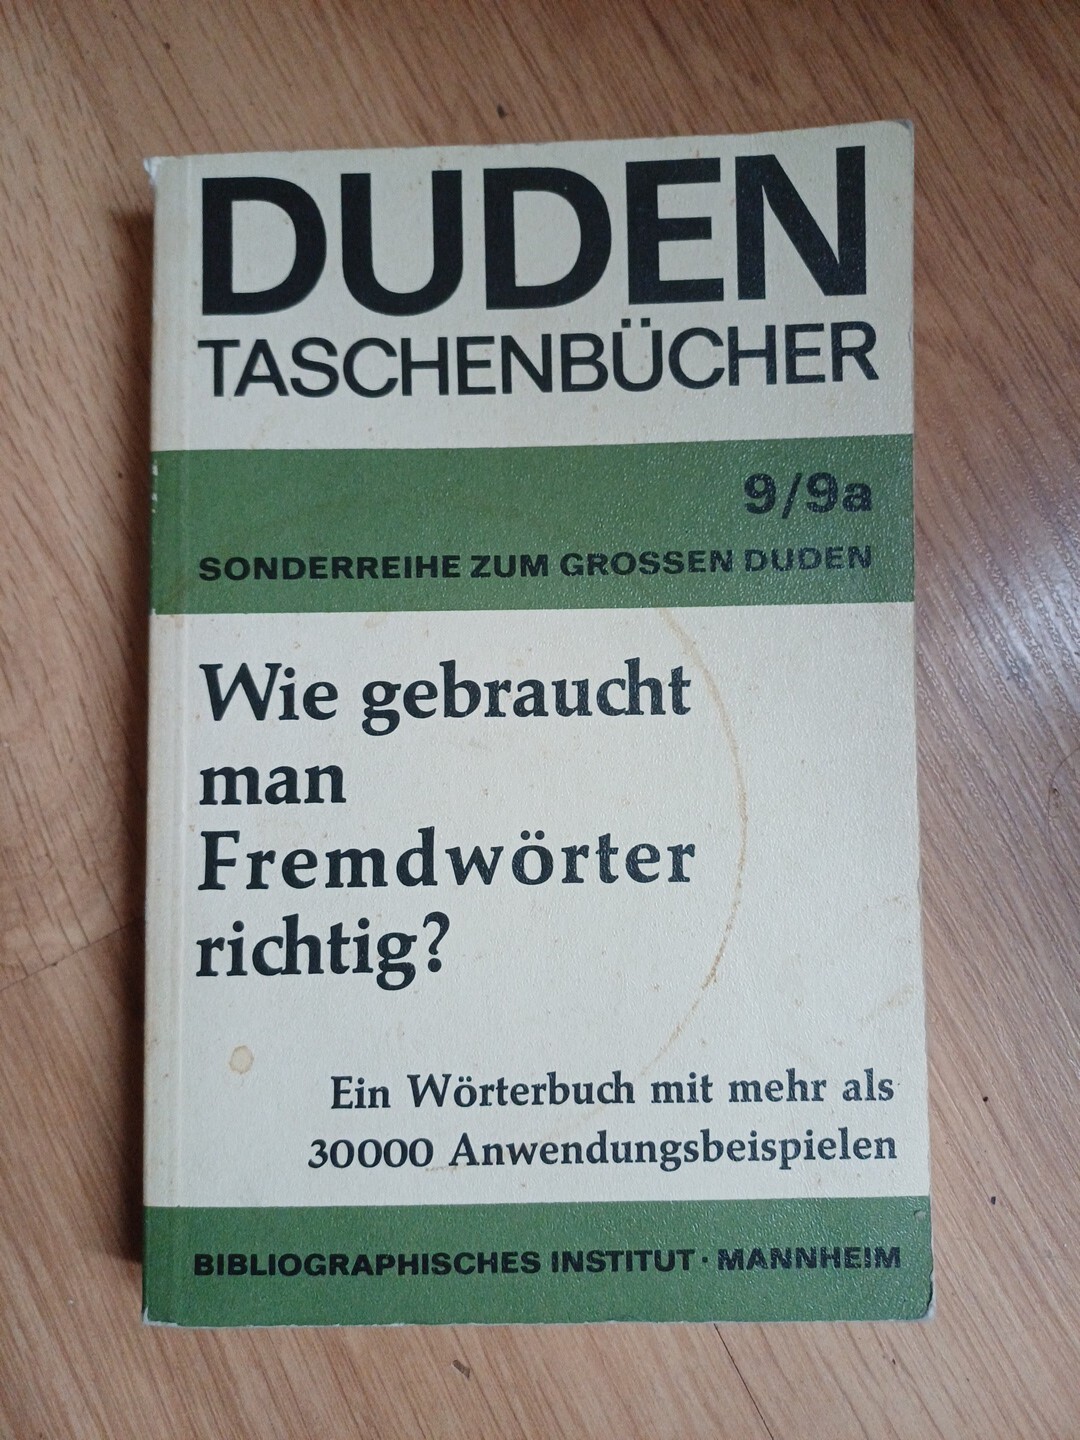 DUDEN
TASCHENBÜCHER
9/9a
SONDERREIHE ZUM GROSSEN DUDEN
Wie gebraucht
man
Fremdwörter
richtig?
Ein Wörterbuch mit mehr als
30000 Anwendungsbeispielen
BIBLIOGRAPHISCHES INSTITUT · MANNHEIM